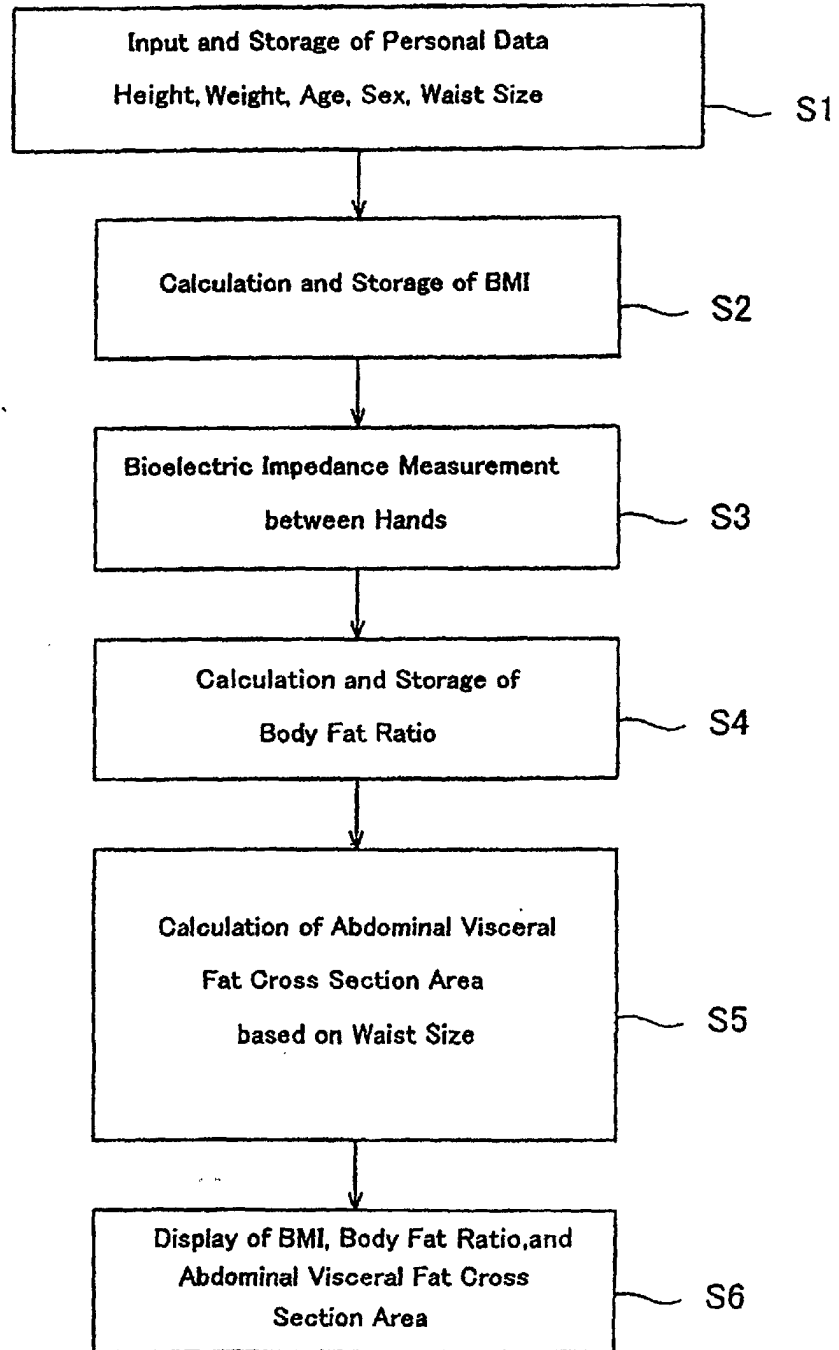 Input and Storage of Personal Data
Height, Weight, Age, Sex, Waist Size
S1
Calculation and Storage of BMI
S2
Bioelectric Impedance Measurement
between Hands
S3
Calculation and Storage of
Body Fat Ratio
S4
Calculation of Abdominal Visceral
Fat Cross Section Area
based on Waist Size
S5
Display of BMI, Body Fat Ratio,and
Abdominal Visceral Fat Cross
Section Area
S6